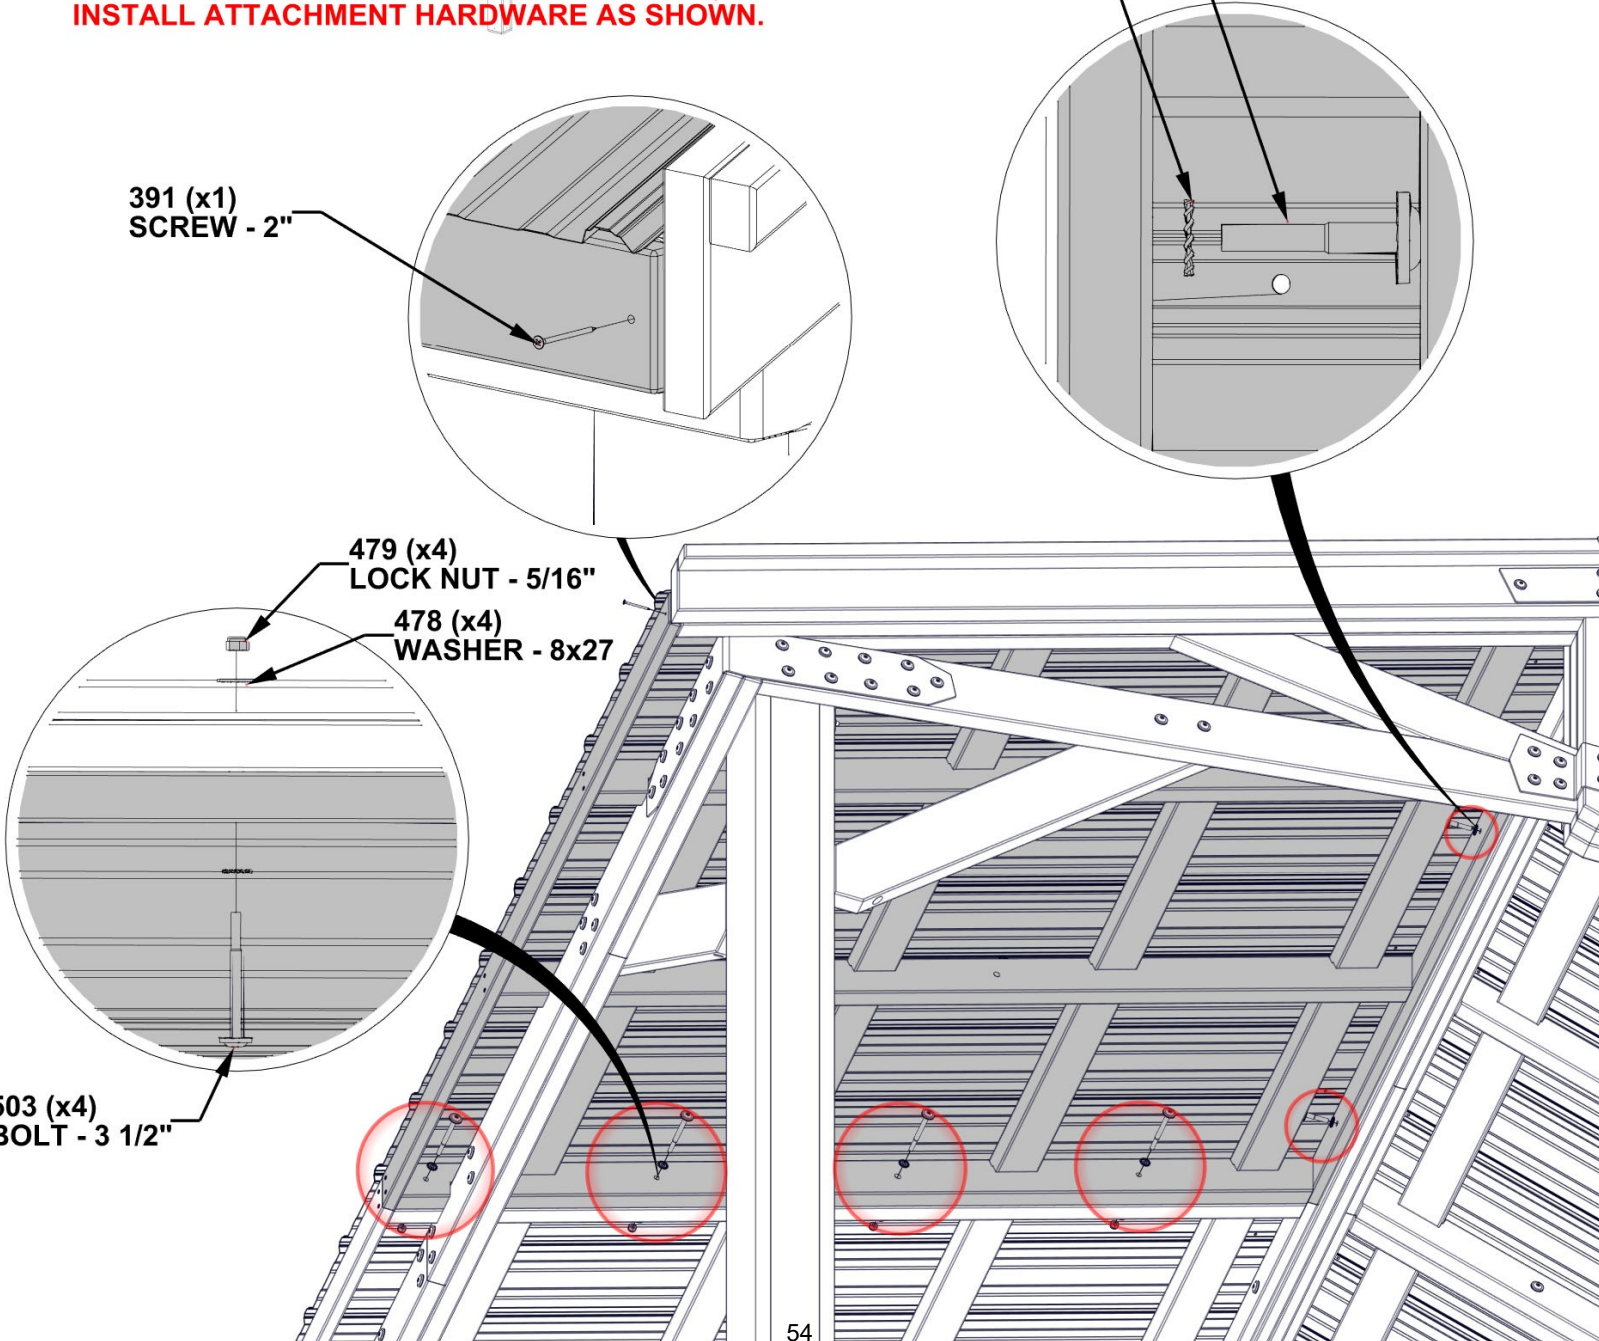 INSTALL ATTACHMENT HARDWARE AS SHOWN.
391 (x1)
SCREW - 2"
479 (x4)
LOCK NUT - 5/16"
478 (x4)
WASHER - 8x27
503 (x4)
BOLT - 3 1/2"
54